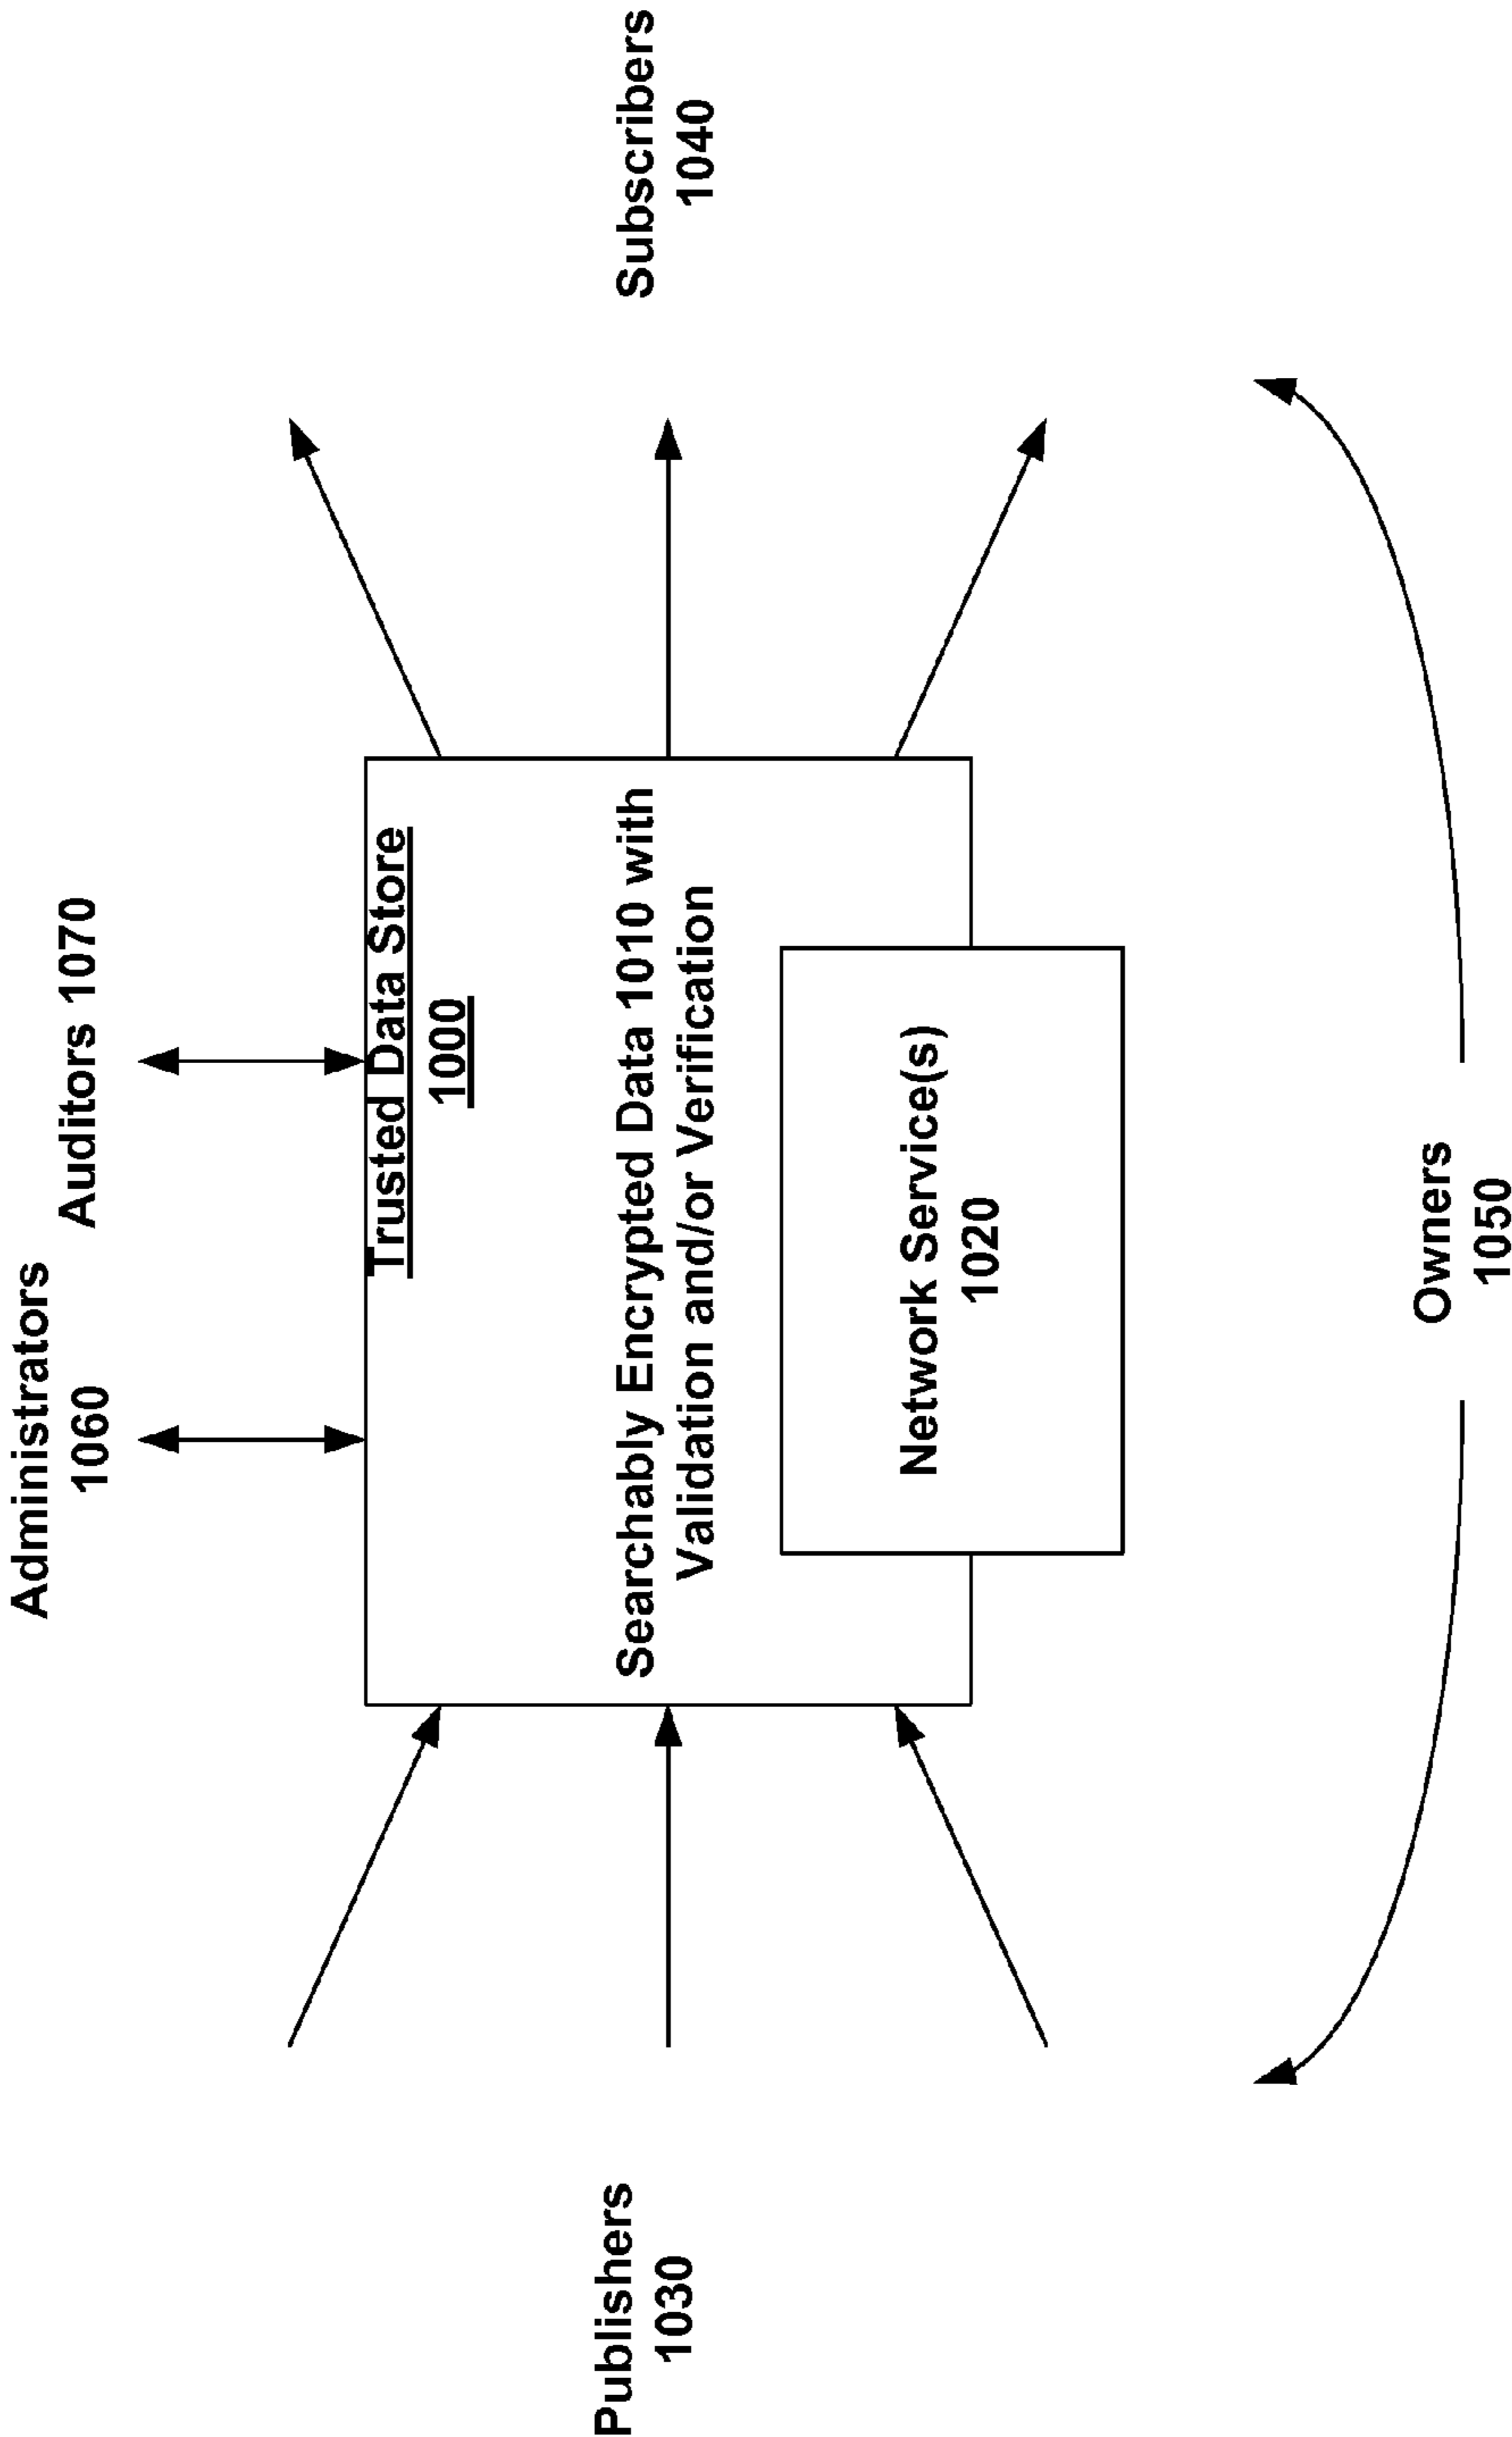 Administrators
1060
Auditors 1070
Trusted Data Store
1000
Searchably Encrypted Data 1010 with
Validation and/or Verification
Publishers
1030
Subscribers
1040
Network Service(s)
1020
Owners
1050